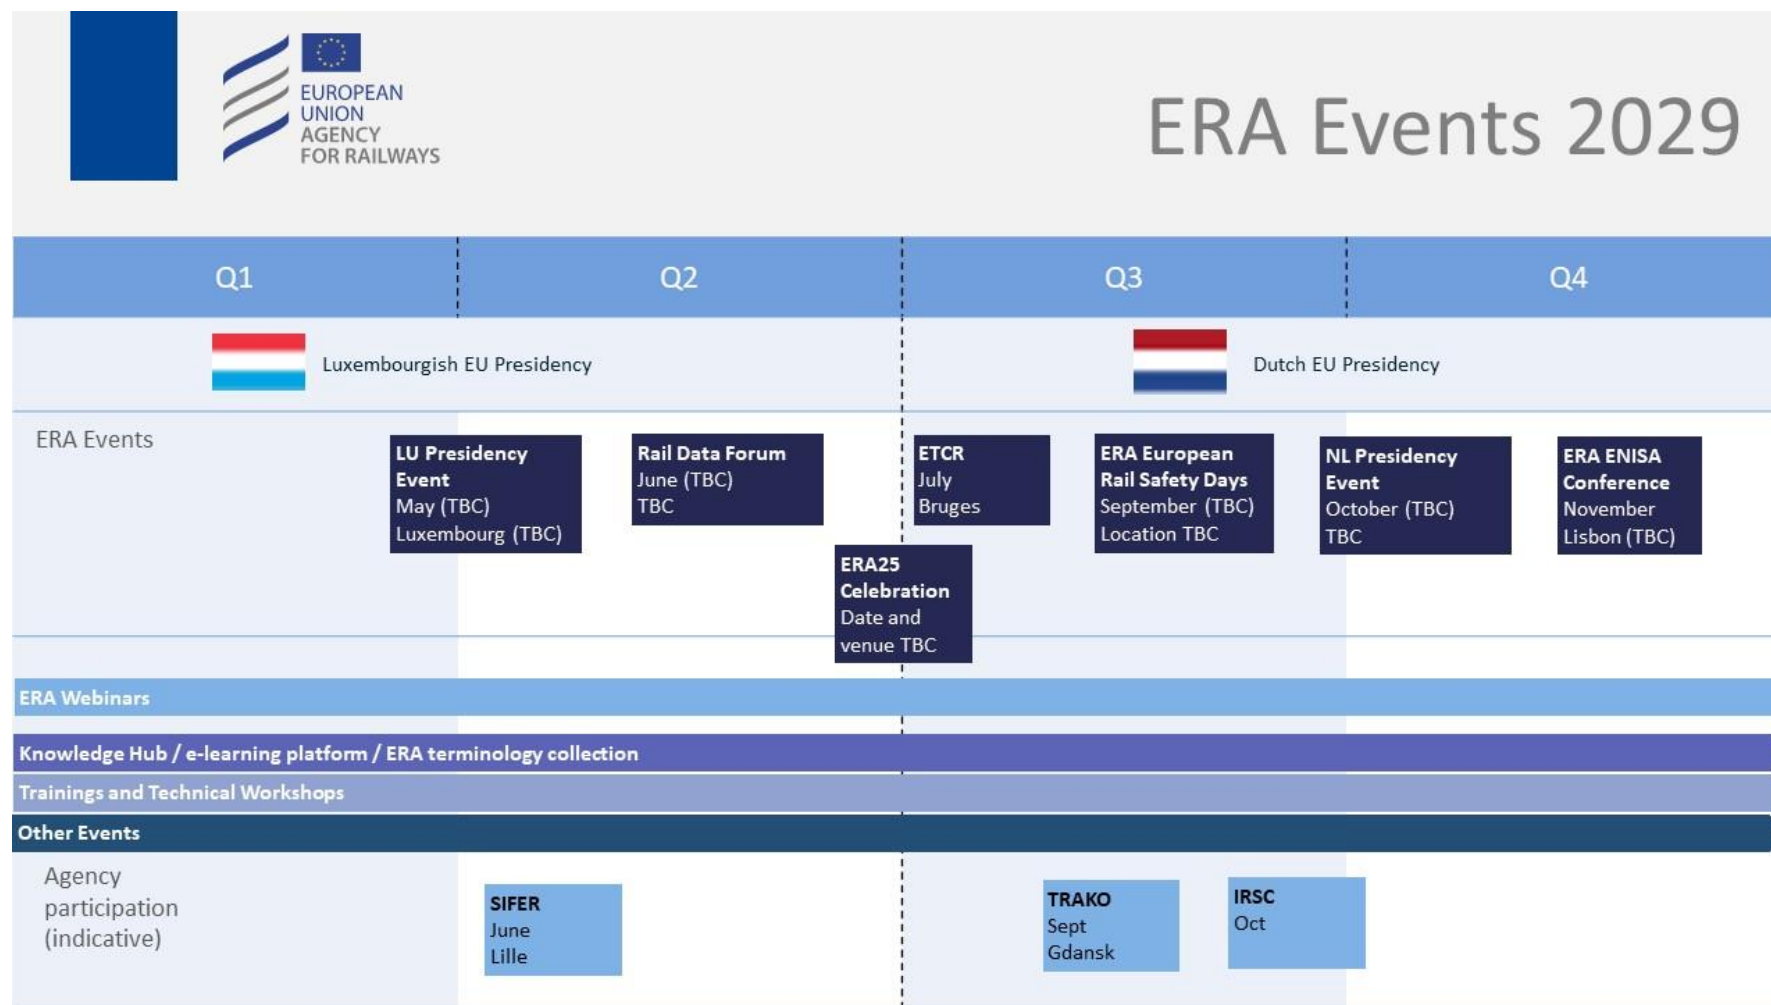 EUROPEAN
UNION
AGENCY
FOR RAILWAYS
ERA Events 2029
Q1
Q2
Q3
Q4
Luxembourgish EU Presidency
Dutch EU Presidency
ERA Events
LU Presidency
Event
May (TBC)
Luxembourg (TBC)
Rail Data Forum
June (TBC)
TBC
ERA25
Celebration
Date and
venue TBC
ETCR
July
Bruges
ERA European
Rail Safety Days
September (TBC)
Location TBC
NL Presidency
Event
October (TBC)
TBC
ERA ENISA
Conference
November
Lisbon (TBC)
ERA Webinars
Knowledge Hub / e-learning platform / ERA terminology collection
Trainings and Technical Workshops
Other Events
Agency
participation
(indicative)
SIFER
June
Lille
TRAKO
Sept
Gdansk
IRSC
Oct